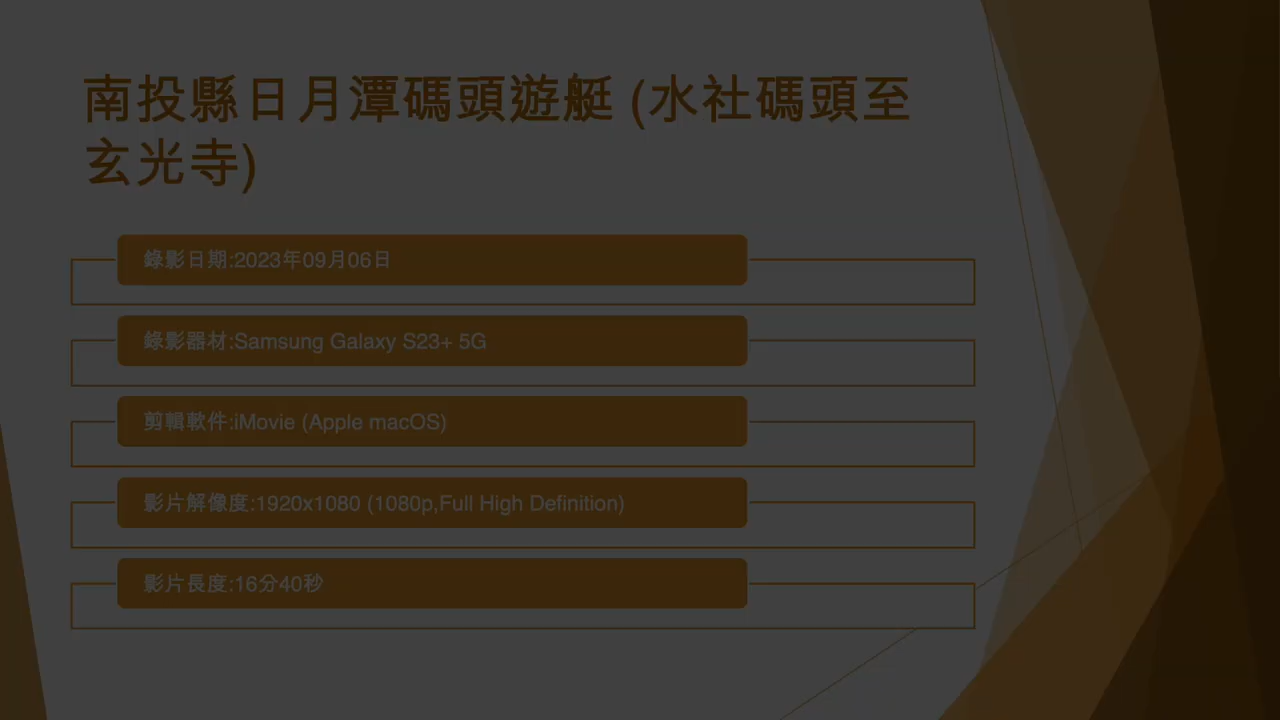 南投縣日月潭碼頭遊艇 (水社碼頭至
玄光寺)
錄影日期:2023年09月06日
錄影器材:Samsung Galaxy S23+ 5G
剪輯軟件:iMovie (Apple macOS)
影片解像度:1920x1080 (1080p,Full High Definition)
影片長度:16分40秒